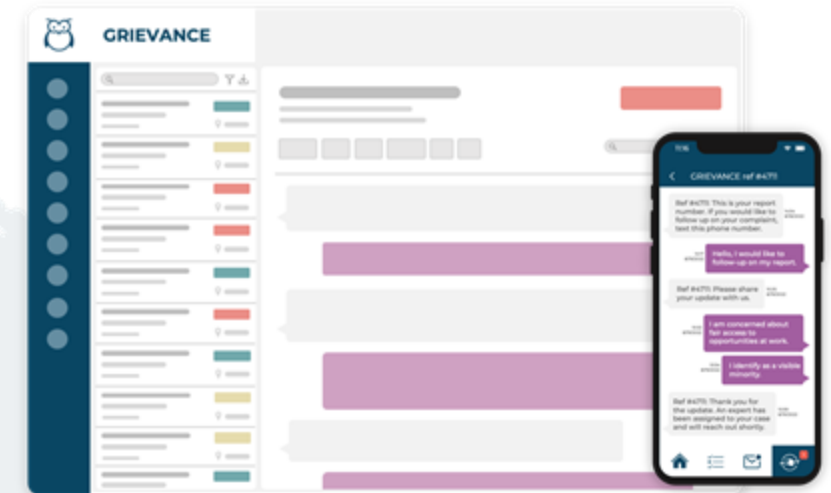 GRIEVANCE
11:16
GRIEVANCE ref #4711
Ref #4711: This is your report
number. If you would like to
follow up on your complaint,
text this phone number.
Hello, I would like to
follow-up on my report.
Ref #4711: Please share
your update with us.
I am concerned about
fair access to
opportunities at work.
I identify as a visible
minority.
Ref #4711: Thank you for
the update. An expert has
been assigned to your case
and will reach out shortly.